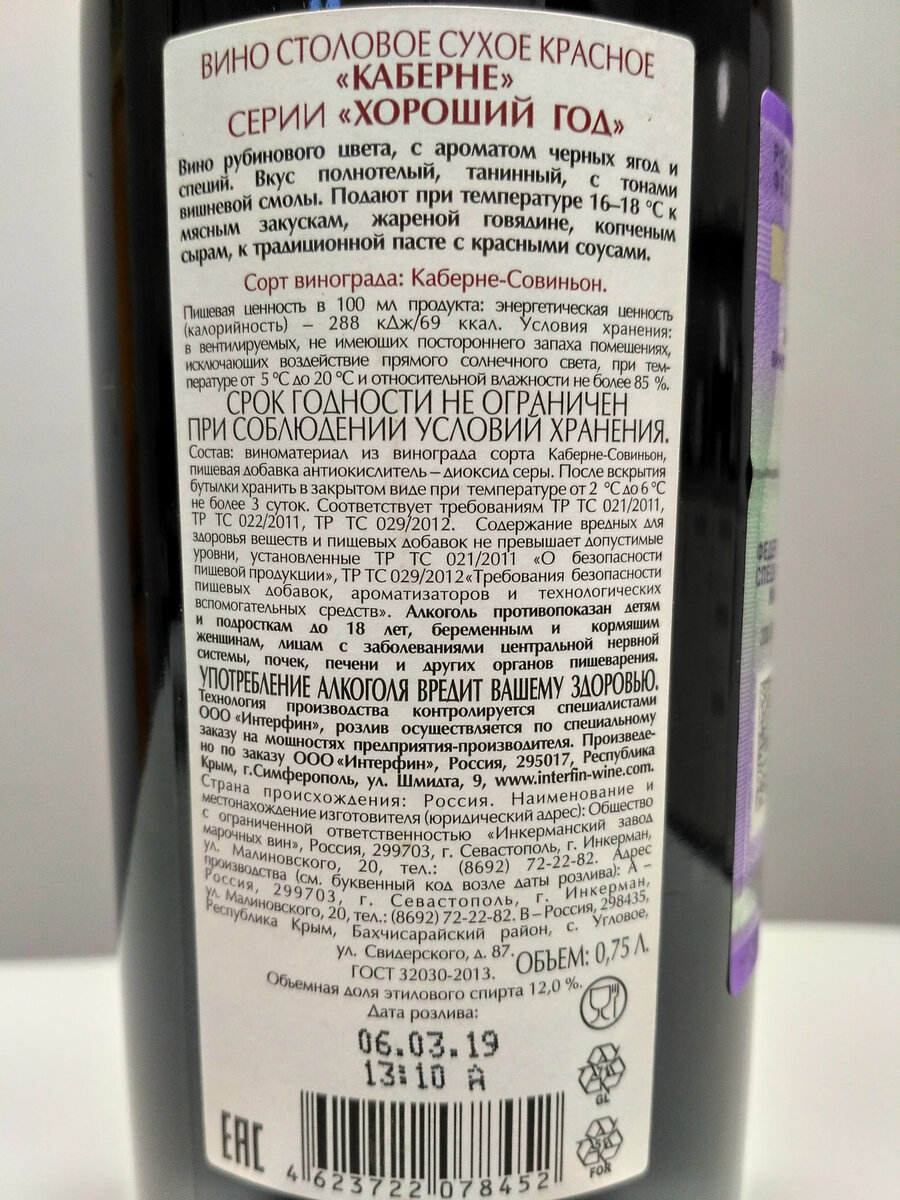 ВИНО СТОЛОВОЕ СУХОЕ КРАСНОЕ
«КАБЕРНЕ»
СЕРИИ «ХОРОШИЙ ГОД»
Вино рубинового цвета, с ароматом черных ягод и
специй. Вкус полнотелый, танинный, с тонами
вишневой смолы. Подают при температуре 16–18 °С к
мясным закускам, жареной говядине, копченым
сырам, к традиционной пасте с красными соусами.
Сорт винограда: Каберне-Совиньон.
Пищевая ценность в 100 мл продукта: энергетическая ценность
(калорийность) – 288 кДж/69 ккал. Условия хранения:
в вентилируемых, не имеющих постороннего запаха помещениях,
исключающих воздействие прямого солнечного света, при тем-
пературе от 5 °С до 20 °С и относительной влажности не более 85 %.
СРОК ГОДНОСТИ НЕ ОГРАНИЧЕН
ПРИ СОБЛЮДЕНИИ УСЛОВИЙ ХРАНЕНИЯ.
Состав: виноматериал из винограда сорта Каберне-Совиньон,
пищевая добавка антиокислитель – диоксид серы. После вскрытия
бутылки хранить в закрытом виде при температуре от 2 °С до 6 °С
не более 3 суток. Соответствует требованиям ТР ТС 021/2011,
ТР ТС 022/2011, ТР ТС 029/2012. Содержание вредных для
здоровья веществ и пищевых добавок не превышает допустимые
уровни, установленные ТР ТС 021/2011 «О безопасности
пищевой продукции», ТР ТС 029/2012 «Требования безопасности
пищевых добавок, ароматизаторов и технологических
вспомогательных средств». Алкоголь противопоказан детям
и подросткам до 18 лет, беременным и кормящим
женщинам, лицам с заболеваниями центральной нервной
системы, почек, печени и других органов пищеварения.
УПОТРЕБЛЕНИЕ АЛКОГОЛЯ ВРЕДИТ ВАШЕМУ ЗДОРОВЬЮ.
Технология производства контролируется специалистами
ООО «Интерфин», розлив осуществляется по специальному
заказу на мощностях предприятия-производителя. Произведе-
но по заказу ООО «Интерфин», Россия, 295017, Республика
Крым, г.Симферополь, ул. Шмидта, 9, www.interfin-wine.com.
Страна происхождения: Россия. Наименование и
местонахождение изготовителя (юридический адрес): Общество
с ограниченной ответственностью «Инкерманский завод
марочных вин», Россия, 299703, г. Севастополь, г. Инкерман,
ул. Малиновского, 20, тел.: (8692) 72-22-82. Адрес
производства (см. буквенный код возле даты розлива): А –
Россия, 299703, г. Севастополь, г. Инкерман,
ул. Малиновского, 20, тел.: (8692) 72-22-82. В – Россия, 298435,
Республика Крым, Бахчисарайский район, с. Угловое,
ул. Свидерского, д. 87.
ОБЪЕМ: 0,75 Л.
ГОСТ 32030-2013.
Объемная доля этилового спирта 12,0 %.
Дата розлива:
06.03.19
13:10 А
GL
FOR
EAC
4 623722 078452